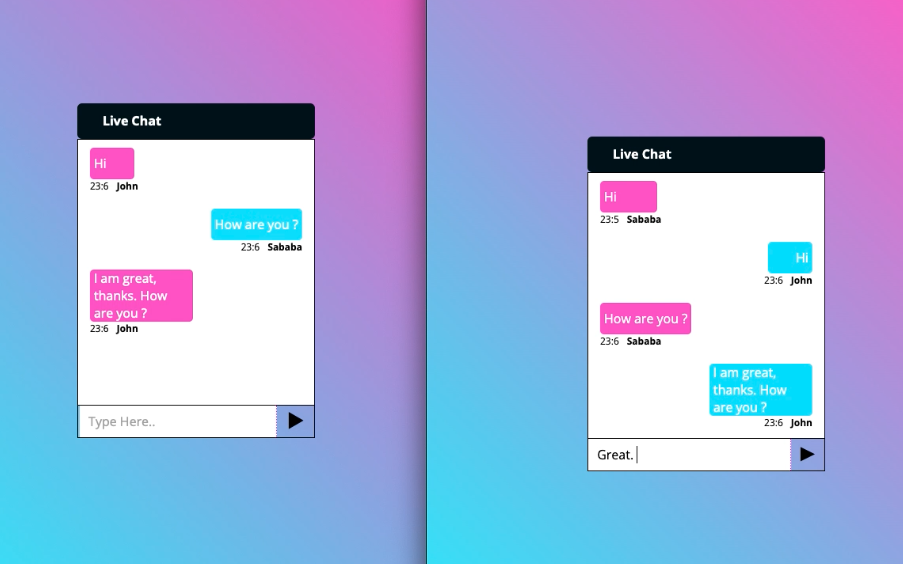 Live Chat
Hi
23:6 John
How are you ?
23:6 Sababa
I am great,
thanks. How
are you ?
23:6 John
Type Here..
Live Chat
Hi
23:5 Sababa
Hi
23:6 John
How are you ?
23:6 Sababa
I am great,
thanks. How
are you ?
23:6 John
Great.